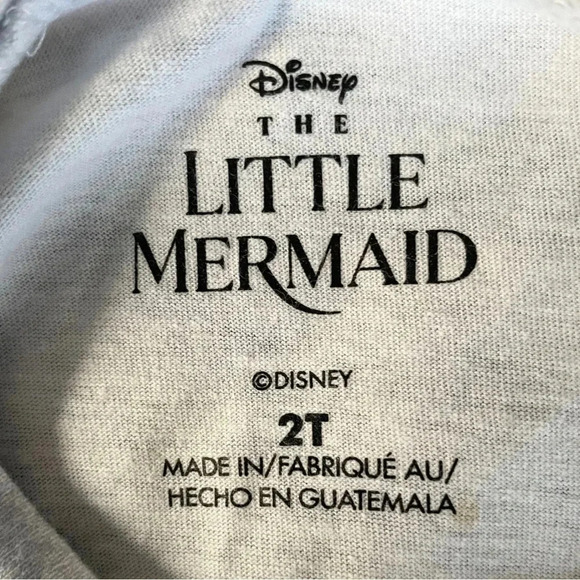 Disney
THE
LITTLE
MERMAID
©DISNEY
2T
MADE IN/FABRIQUÉ AU/
HECHO EN GUATEMALA